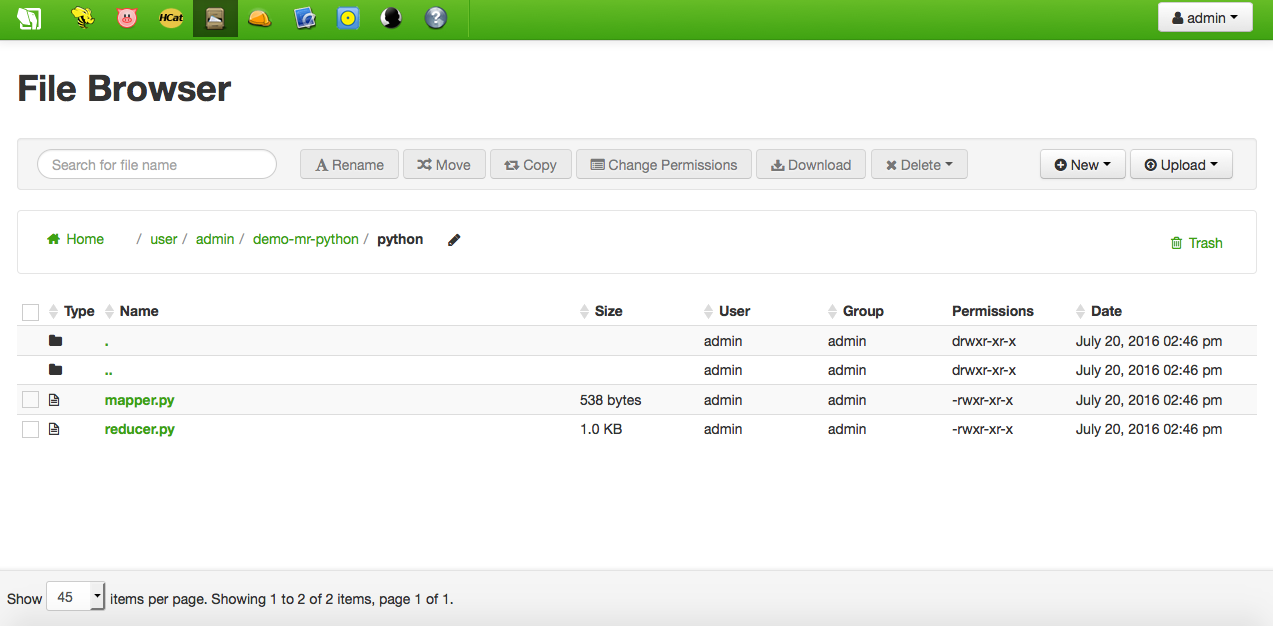 HCat
admin
File Browser
Search for file name Rename Move Copy Change Permissions Download Delete New Upload
Home / user / admin / demo-mr-python / python
Trash
Type Name Size User Group Permissions Date
. admin admin drwxr-xr-x July 20, 2016 02:46 pm
.. admin admin drwxr-xr-x July 20, 2016 02:46 pm
mapper.py 538 bytes admin admin -rwxr-xr-x July 20, 2016 02:46 pm
reducer.py 1.0 KB admin admin -rwxr-xr-x July 20, 2016 02:46 pm
Show 45 items per page. Showing 1 to 2 of 2 items, page 1 of 1.